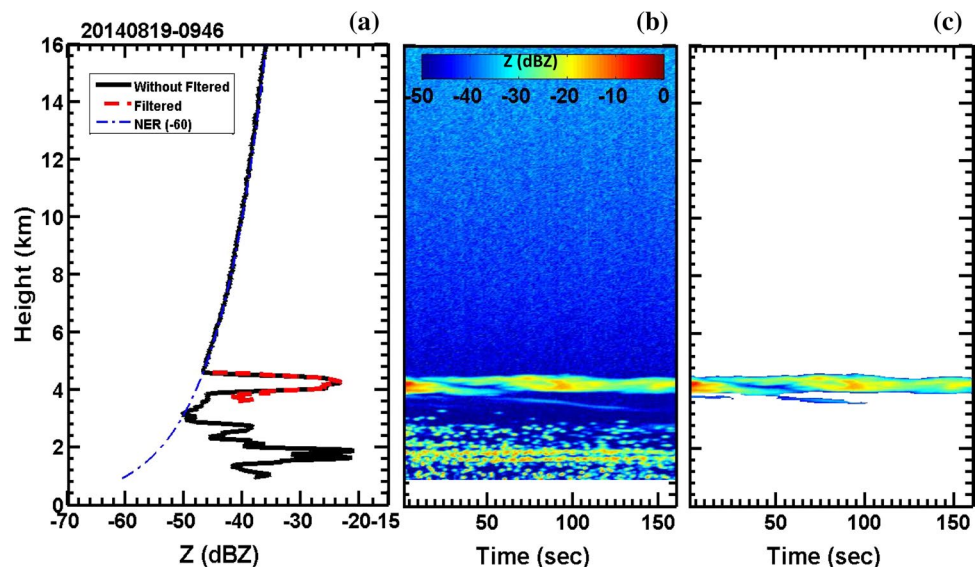 20140819-0946
(a)
(b)
(c)
16
14
12
10
8
6
4
2
0
Height (km)
Without FItered
Filtered
NER (-60)
-70 -60 -50 -40 -30 -20 -15
Z (dBZ)
Z (dBZ)
-50 -40 -30 -20 -10 0
50 100 150
Time (sec)
50 100 150
Time (sec)